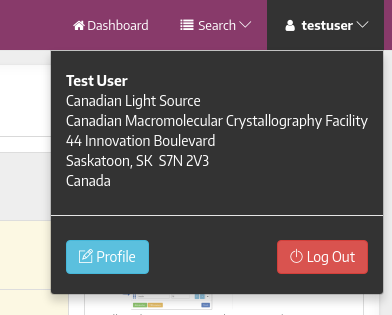 Dashboard Search testuser
Test User
Canadian Light Source
Canadian Macromolecular Crystallography Facility
44 Innovation Boulevard
Saskatoon, SK S7N 2V3
Canada
Profile Log Out